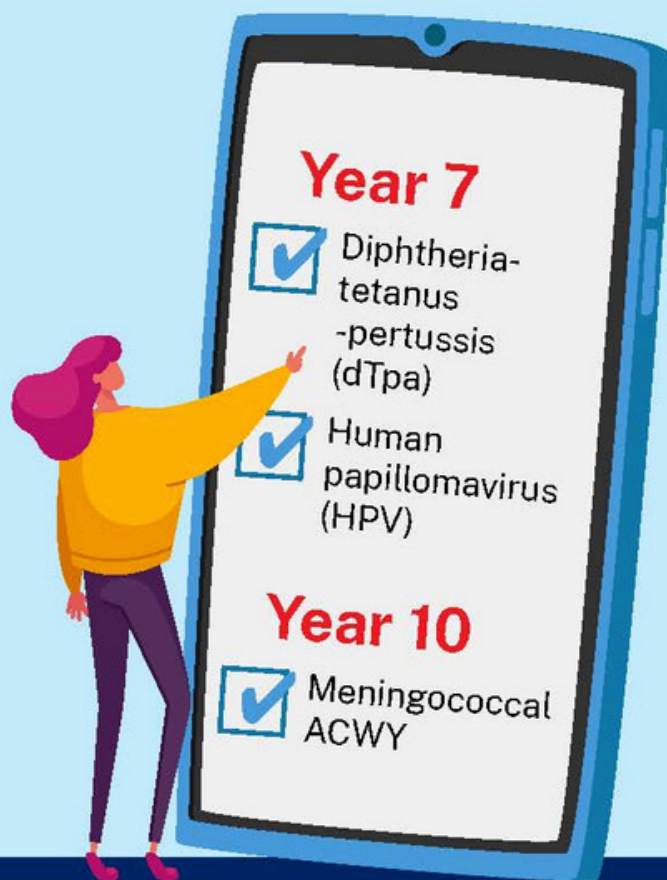 Year 7
Diphtheria-
tetanus
-pertussis
(dTpa)
Human
papillomavirus
(HPV)
Year 10
Meningococcal
ACWY